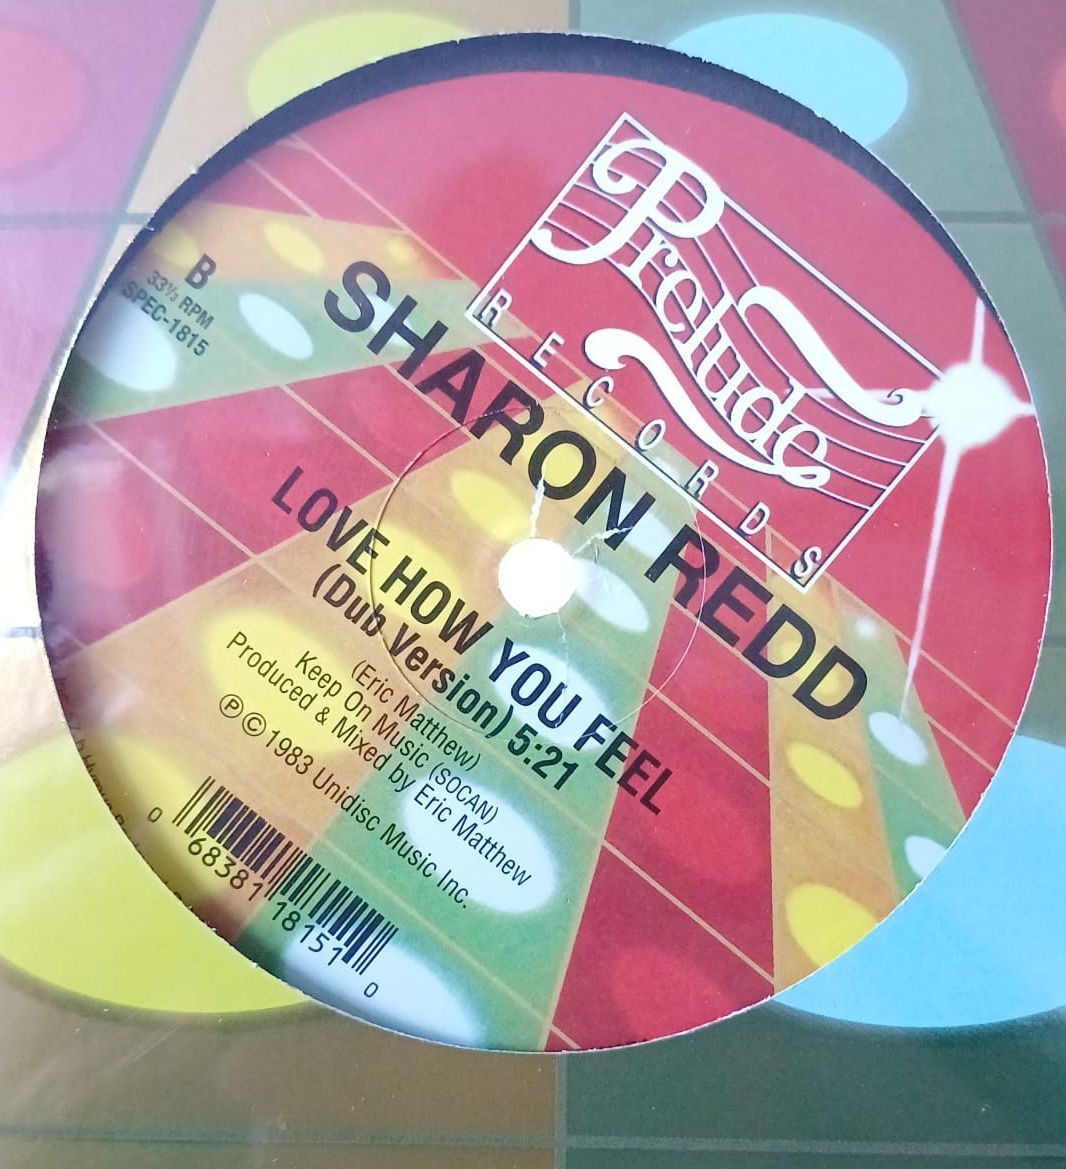 Prelude
RECORDS
B
33⅓ RPM
SPEC-1815
SHARON REDD
LOVE HOW YOU FEEL
(Dub Version) 5:21
(Eric Matthew)
Keep On Music (SOCAN)
Produced & Mixed by Eric Matthew
℗©1983 Unidisc Music Inc.
0 68381 18151 0